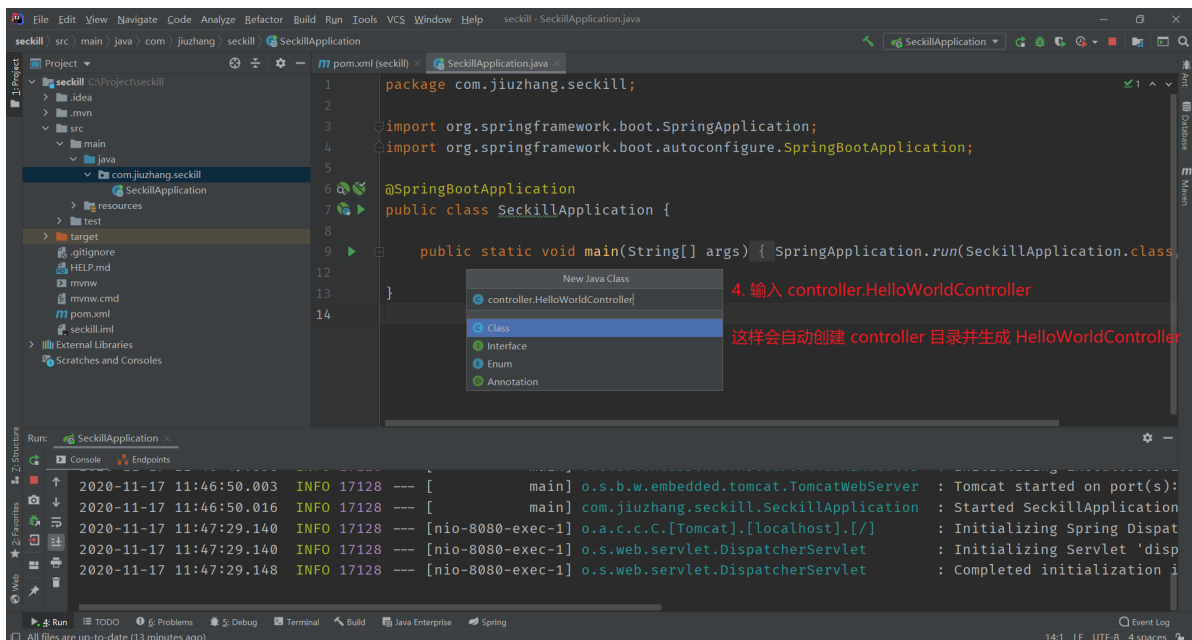 File Edit View Navigate Code Analyze Refactor Build Run Tools VCS Window Help seckill - SeckillApplication.java
seckill src main java com jiuzhang seckill SeckillApplication
SeckillApplication
Project
pom.xml (seckill) SeckillApplication.java
1: Project
seckill C:\Project\seckill
.idea
.mvn
src
main
java
com.jiuzhang.seckill
SeckillApplication
resources
test
target
.gitignore
HELP.md
mvnw
mvnw.cmd
pom.xml
seckill.iml
External Libraries
Scratches and Consoles
1 package com.jiuzhang.seckill;
2
3 import org.springframework.boot.SpringApplication;
4 import org.springframework.boot.autoconfigure.SpringBootApplication;
5
6 @SpringBootApplication
7 public class SeckillApplication {
8
9 public static void main(String[] args) { SpringApplication.run(SeckillApplication.class,
12
13 }
14
1
New Java Class
controller.HelloWorldController
Class
Interface
Enum
Annotation
4. 输入 controller.HelloWorldController
这样会自动创建 controller 目录并生成 HelloWorldController
Ant
Database
Maven
Run: SeckillApplication
Console Endpoints
2020-11-17 11:46:50.003 INFO 17128 --- [ main] o.s.b.w.embedded.tomcat.TomcatWebServer : Tomcat started on port(s):
2020-11-17 11:46:50.016 INFO 17128 --- [ main] com.jiuzhang.seckill.SeckillApplication : Started SeckillApplication
2020-11-17 11:47:29.140 INFO 17128 --- [nio-8080-exec-1] o.a.c.c.C.[Tomcat].[localhost].[/] : Initializing Spring Dispat
2020-11-17 11:47:29.140 INFO 17128 --- [nio-8080-exec-1] o.s.web.servlet.DispatcherServlet : Initializing Servlet 'disp
2020-11-17 11:47:29.148 INFO 17128 --- [nio-8080-exec-1] o.s.web.servlet.DispatcherServlet : Completed initialization i
Z: Structure
2: Favorites
Web
4: Run TODO 6: Problems 5: Debug Terminal Build Java Enterprise Spring Event Log
All files are up-to-date (13 minutes ago) 14:1 LF UTF-8 4 spaces